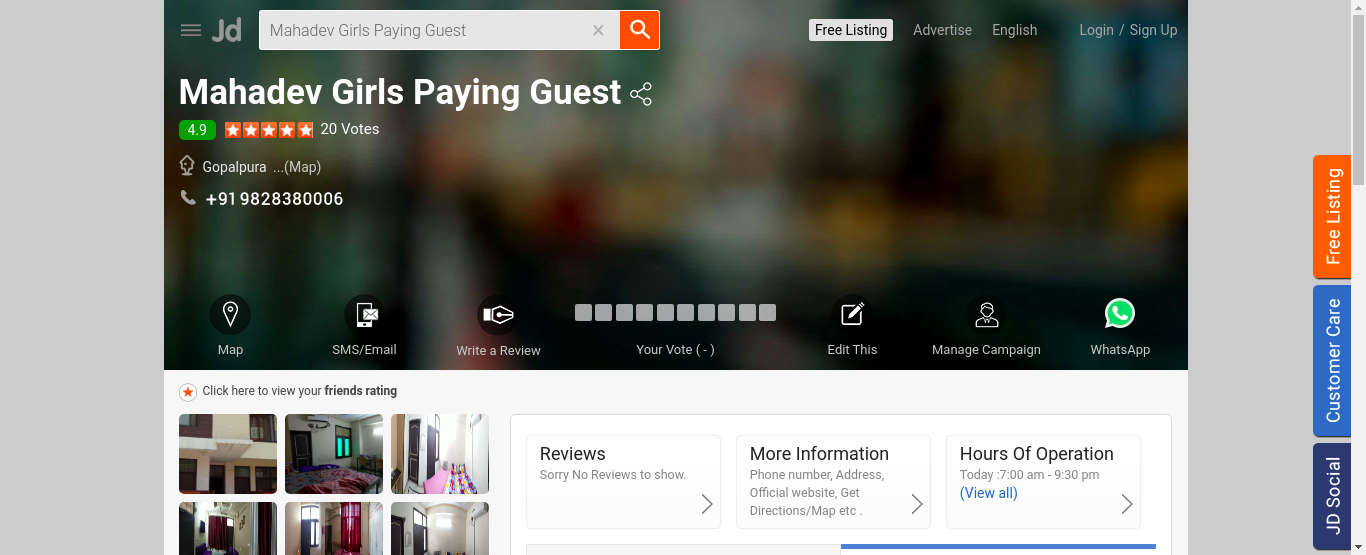 Jd
Mahadev Girls Paying Guest
Free Listing
Advertise
English
Login / Sign Up
Mahadev Girls Paying Guest
4.9
20 Votes
Gopalpura ...(Map)
+91 9828380006
Map
SMS/Email
Write a Review
Your Vote ( - )
Edit This
Manage Campaign
WhatsApp
Click here to view your friends rating
Reviews
Sorry No Reviews to show.
More Information
Phone number, Address,
Official website, Get
Directions/Map etc .
Hours Of Operation
Today :7:00 am - 9:30 pm
(View all)
Free Listing
Customer Care
JD Social